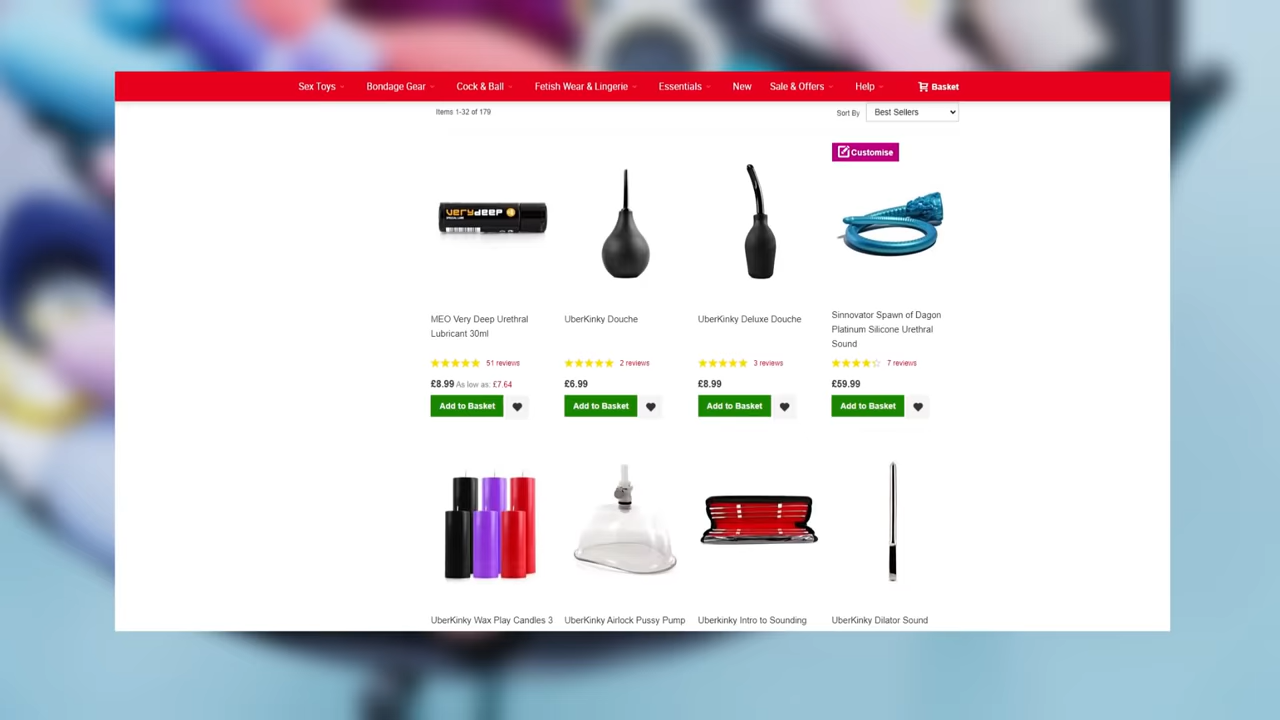 Sex Toys Bondage Gear Cock & Ball Fetish Wear & Lingerie Essentials New Sale & Offers Help Basket
Items 1-32 of 179
Sort By Best Sellers
Customise
verydeep
MEO Very Deep Urethral
Lubricant 30ml
51 reviews
£8.99 As low as: £7.64
Add to Basket
UberKinky Douche
2 reviews
£6.99
Add to Basket
UberKinky Deluxe Douche
3 reviews
£8.99
Add to Basket
Sinnovator Spawn of Dagon
Platinum Silicone Urethral
Sound
7 reviews
£59.99
Add to Basket
UberKinky Wax Play Candles 3
UberKinky Airlock Pussy Pump
Uberkinky Intro to Sounding
UberKinky Dilator Sound